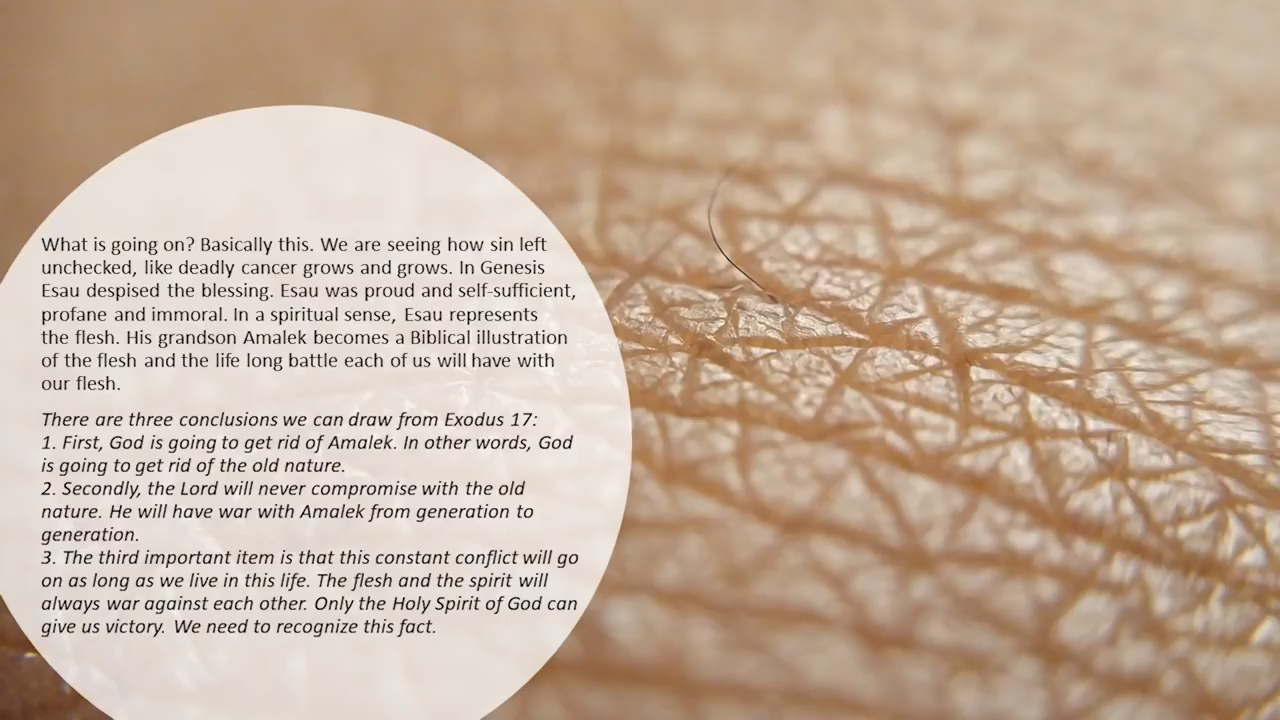 What is going on? Basically this. We are seeing how sin left
unchecked, like deadly cancer grows and grows. In Genesis
Esau despised the blessing. Esau was proud and self-sufficient,
profane and immoral. In a spiritual sense, Esau represents
the flesh. His grandson Amalek becomes a Biblical illustration
of the flesh and the life long battle each of us will have with
our flesh.
There are three conclusions we can draw from Exodus 17:
1. First, God is going to get rid of Amalek. In other words, God
is going to get rid of the old nature.
2. Secondly, the Lord will never compromise with the old
nature. He will have war with Amalek from generation to
generation.
3. The third important item is that this constant conflict will go
on as long as we live in this life. The flesh and the spirit will
always war against each other. Only the Holy Spirit of God can
give us victory. We need to recognize this fact.